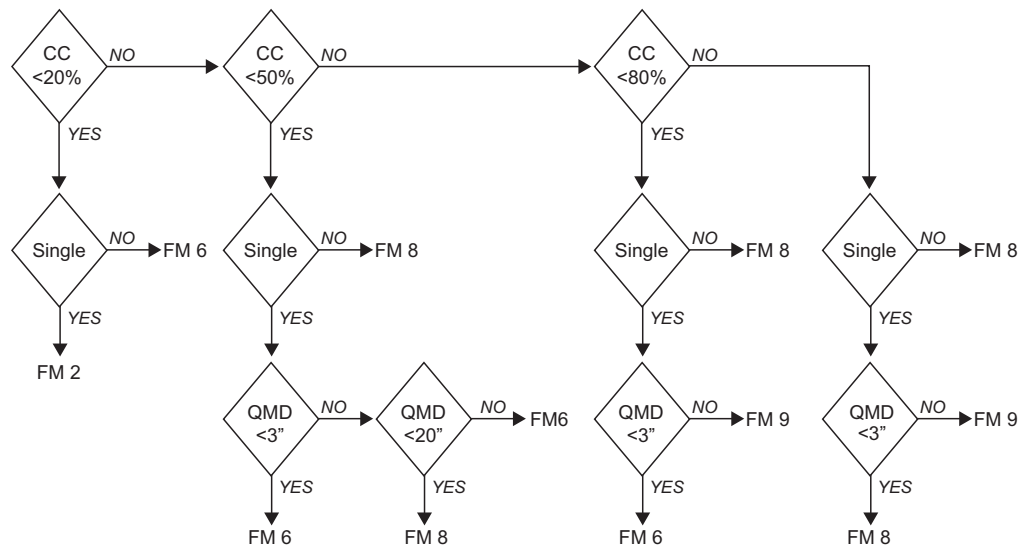 CC
<20%
NO
CC
<50%
NO
CC
<80%
NO
YES
YES
YES
Single
NO
FM 6
Single
NO
FM 8
Single
NO
FM 8
Single
NO
FM 8
YES
YES
YES
YES
FM 2
QMD
<3”
NO
QMD
<20”
NO
FM6
QMD
<3”
NO
FM 9
QMD
<3”
NO
FM 9
YES
YES
YES
YES
FM 6
FM 8
FM 6
FM 8